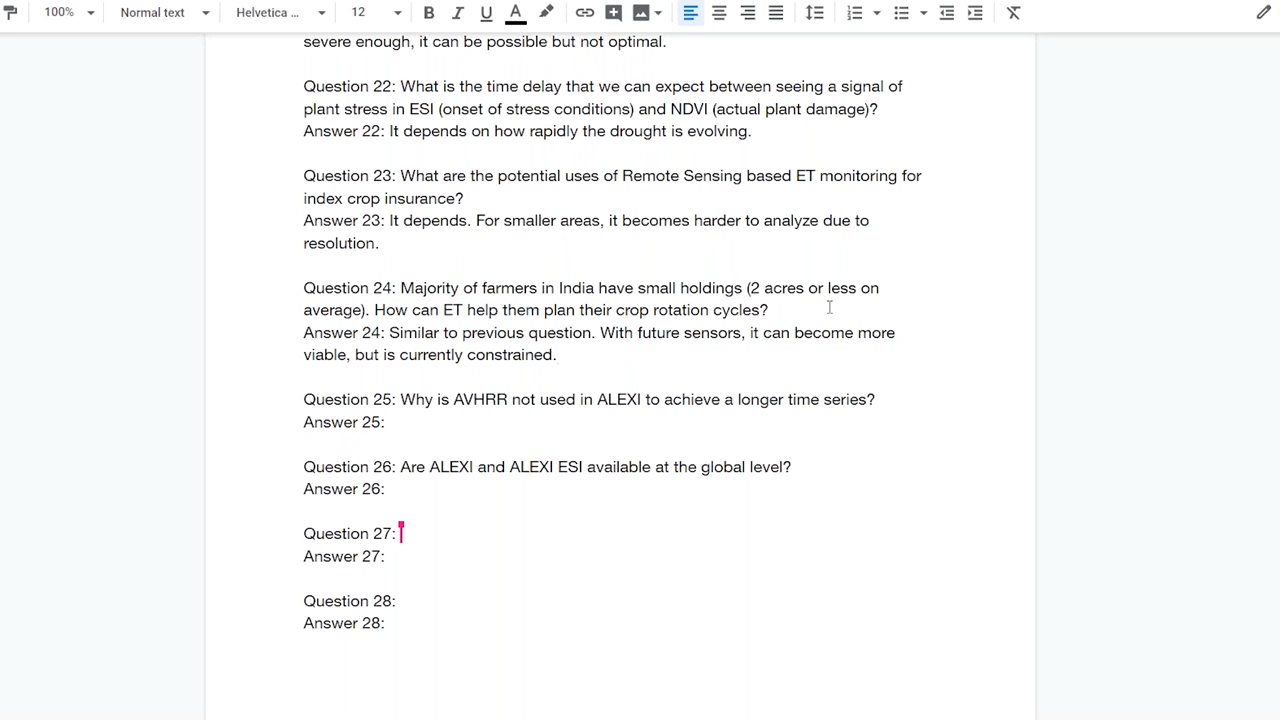 100%
Normal text
Helvetica ...
12
B I U A
severe enough, it can be possible but not optimal.
Question 22: What is the time delay that we can expect between seeing a signal of
plant stress in ESI (onset of stress conditions) and NDVI (actual plant damage)?
Answer 22: It depends on how rapidly the drought is evolving.
Question 23: What are the potential uses of Remote Sensing based ET monitoring for
index crop insurance?
Answer 23: It depends. For smaller areas, it becomes harder to analyze due to
resolution.
Question 24: Majority of farmers in India have small holdings (2 acres or less on
average). How can ET help them plan their crop rotation cycles?
Answer 24: Similar to previous question. With future sensors, it can become more
viable, but is currently constrained.
Question 25: Why is AVHRR not used in ALEXI to achieve a longer time series?
Answer 25:
Question 26: Are ALEXI and ALEXI ESI available at the global level?
Answer 26:
Question 27:
Answer 27:
Question 28:
Answer 28: